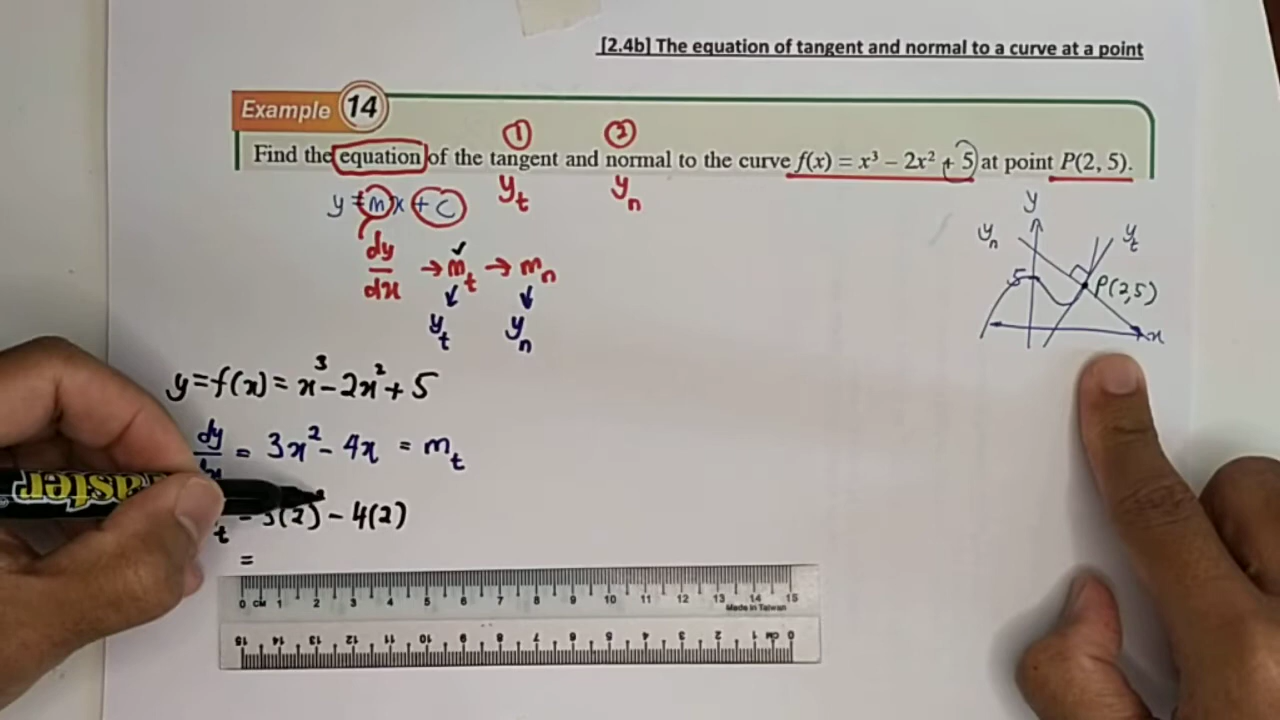 [2.4b] The equation of tangent and normal to a curve at a point
Example 14
① ②
Find the equation of the tangent and normal to the curve f(x) = x³ − 2x² + 5 at point P(2, 5).
y = mx + c
yₜ yₙ
dy/dx → mₜ → mₙ
yₜ yₙ
y
yₙ yₜ
5 P(2,5)
x
y = f(x) = x³ − 2x² + 5
dy = 3x² − 4x = mₜ
ₜ (2)² − 4(2)
=
0 CM 1 2 3 4 5 6 7 8 9 10 11 12 13 14 15
Made in Taiwan
15 14 13 12 11 10 9 8 7 6 5 4 3 2 1 CM 0
aster